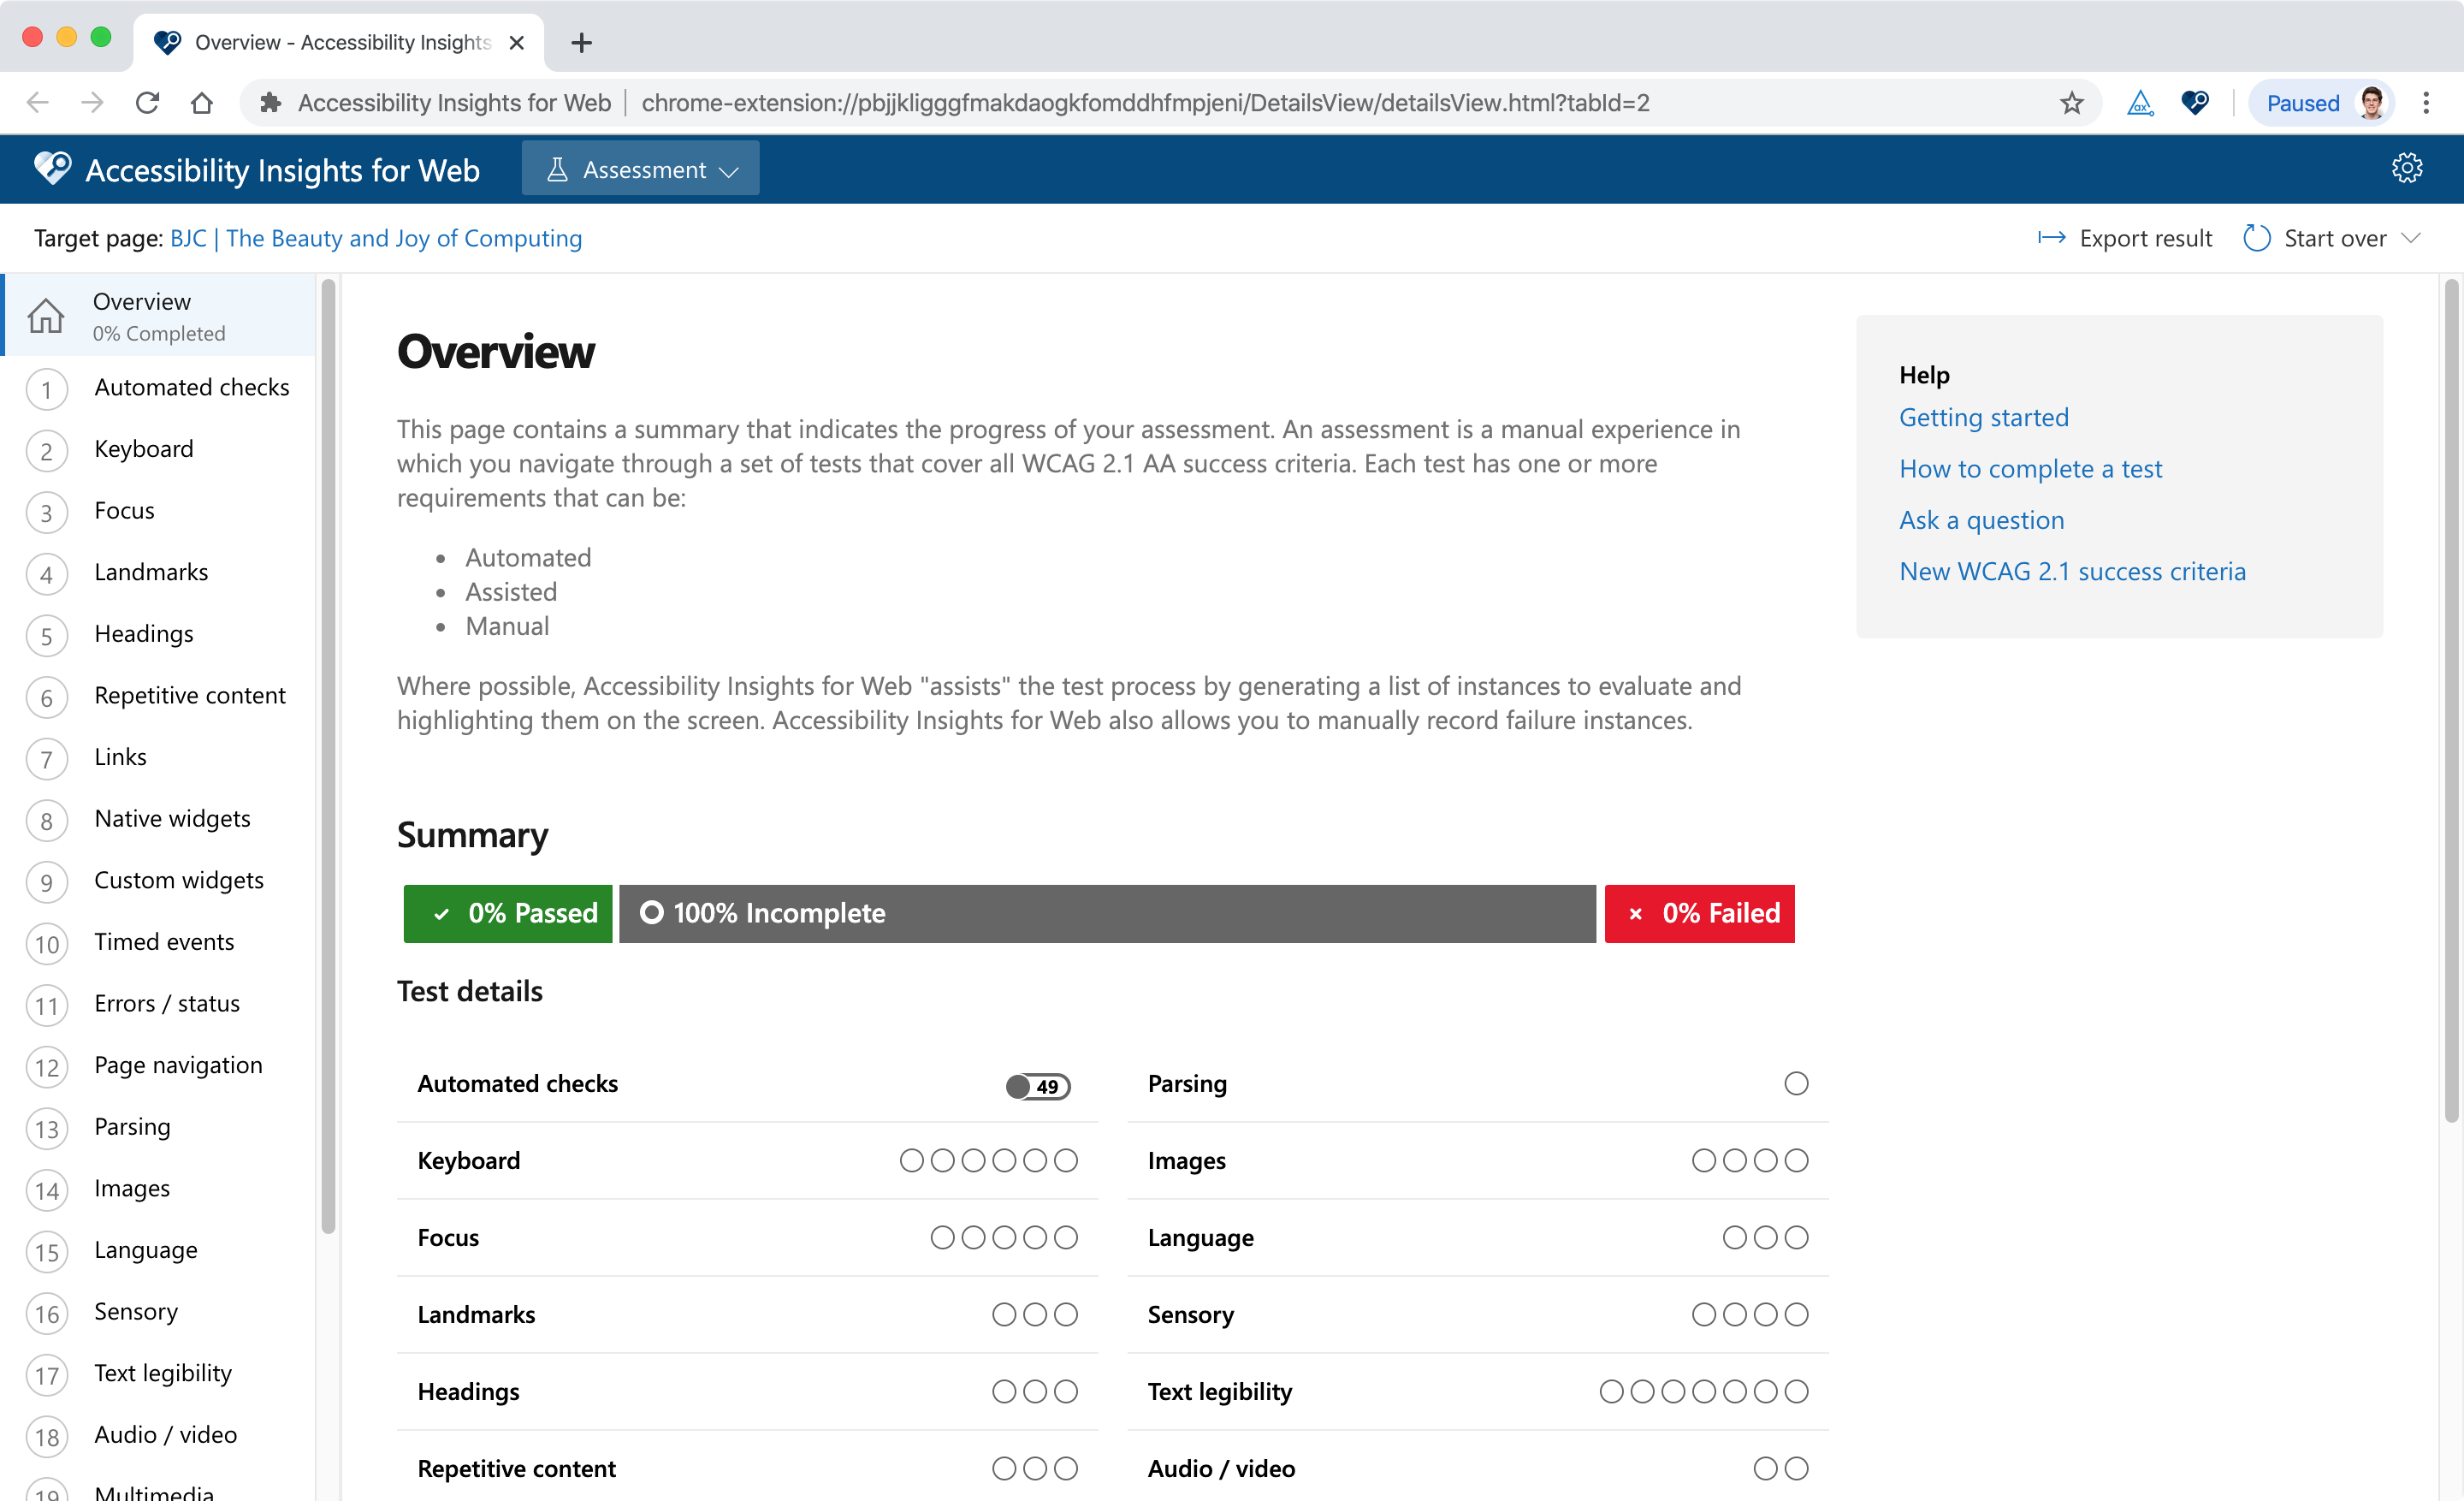 Overview - Accessibility Insights
Accessibility Insights for Web | chrome-extension://pbjjkligggfmakdaogkfomddhfmpjeni/DetailsView/detailsView.html?tabId=2
Paused
Accessibility Insights for Web
Assessment
Target page: BJC | The Beauty and Joy of Computing
Export result
Start over
Overview
0% Completed
1 Automated checks
2 Keyboard
3 Focus
4 Landmarks
5 Headings
6 Repetitive content
7 Links
8 Native widgets
9 Custom widgets
10 Timed events
11 Errors / status
12 Page navigation
13 Parsing
14 Images
15 Language
16 Sensory
17 Text legibility
18 Audio / video
19 Multimedia
Overview
This page contains a summary that indicates the progress of your assessment. An assessment is a manual experience in
which you navigate through a set of tests that cover all WCAG 2.1 AA success criteria. Each test has one or more
requirements that can be:
• Automated
• Assisted
• Manual
Where possible, Accessibility Insights for Web "assists" the test process by generating a list of instances to evaluate and
highlighting them on the screen. Accessibility Insights for Web also allows you to manually record failure instances.
Summary
0% Passed
100% Incomplete
0% Failed
Test details
Automated checks 49
Keyboard
Focus
Landmarks
Headings
Repetitive content
Parsing
Images
Language
Sensory
Text legibility
Audio / video
Help
Getting started
How to complete a test
Ask a question
New WCAG 2.1 success criteria